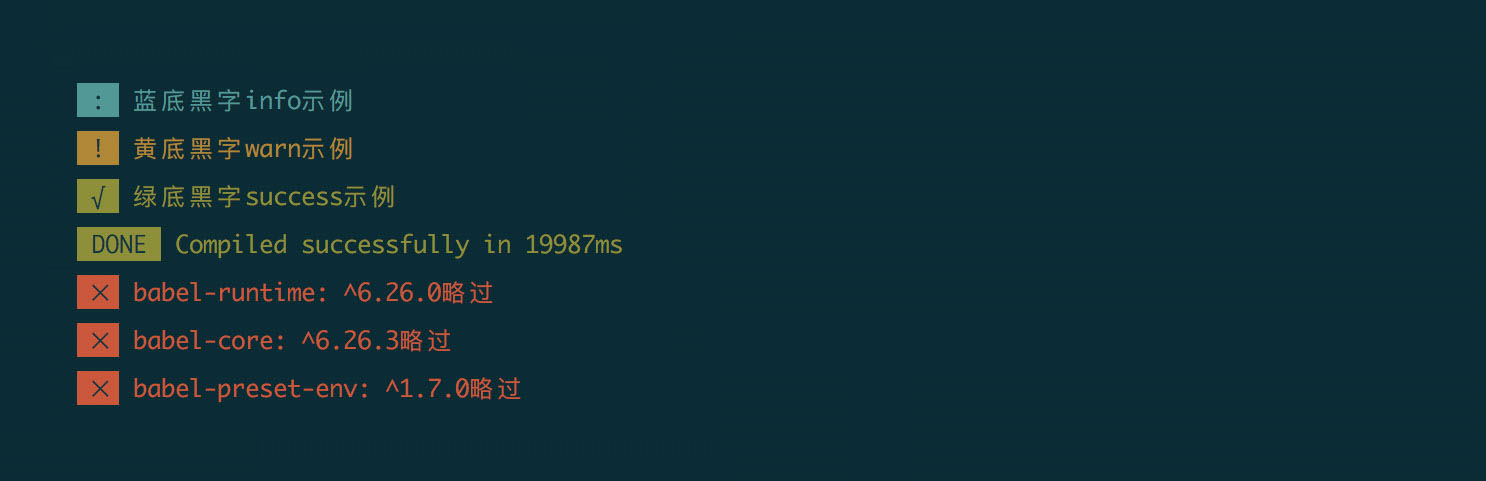 : 蓝底黑字info示例
! 黄底黑字warn示例
√ 绿底黑字success示例
DONE Compiled successfully in 19987ms
× babel-runtime: ^6.26.0略过
× babel-core: ^6.26.3略过
× babel-preset-env: ^1.7.0略过